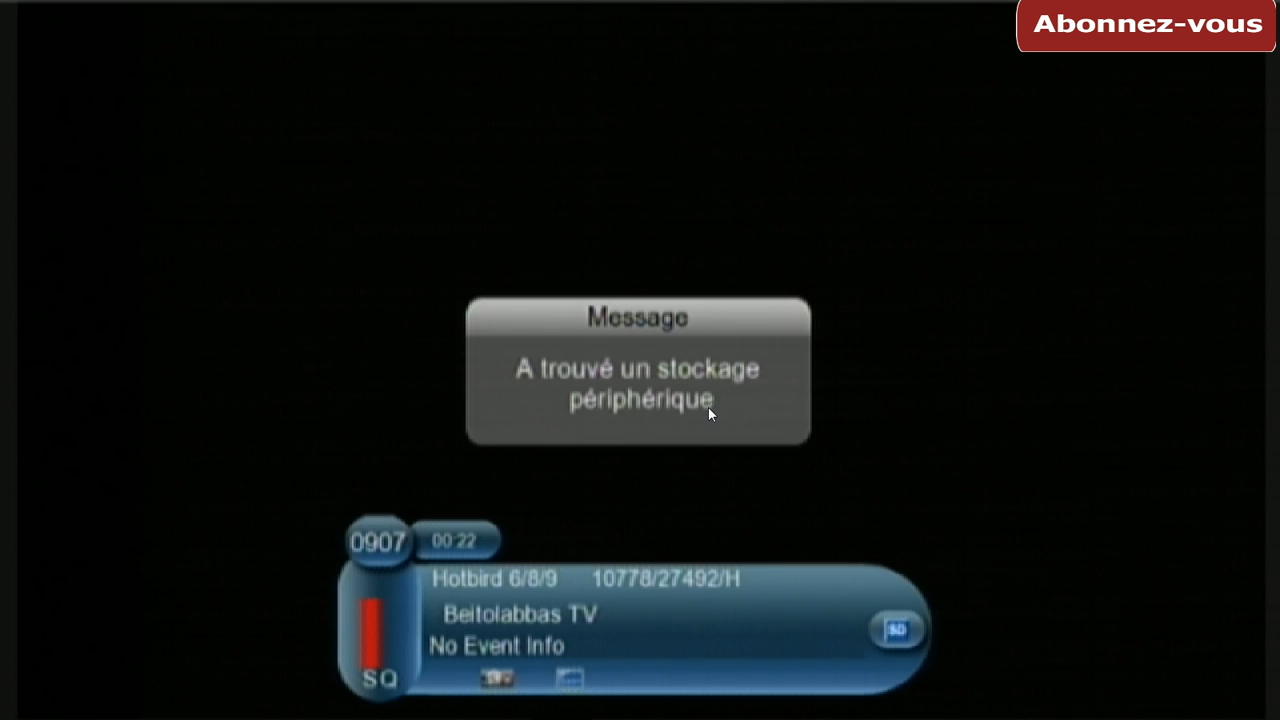 Abonnez-vous
Message
A trouvé un stockage
périphérique
0907 00:22
Hotbird 6/8/9 10778/27492/H
Beitolabbas TV
SD
No Event Info
S Q